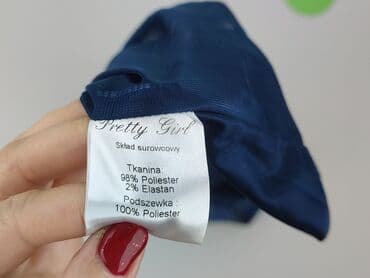 Pretty Girl
Skład surowcowy
Tkanina:
98% Poliester
2% Elastan
Podszewka :
100% Poliester